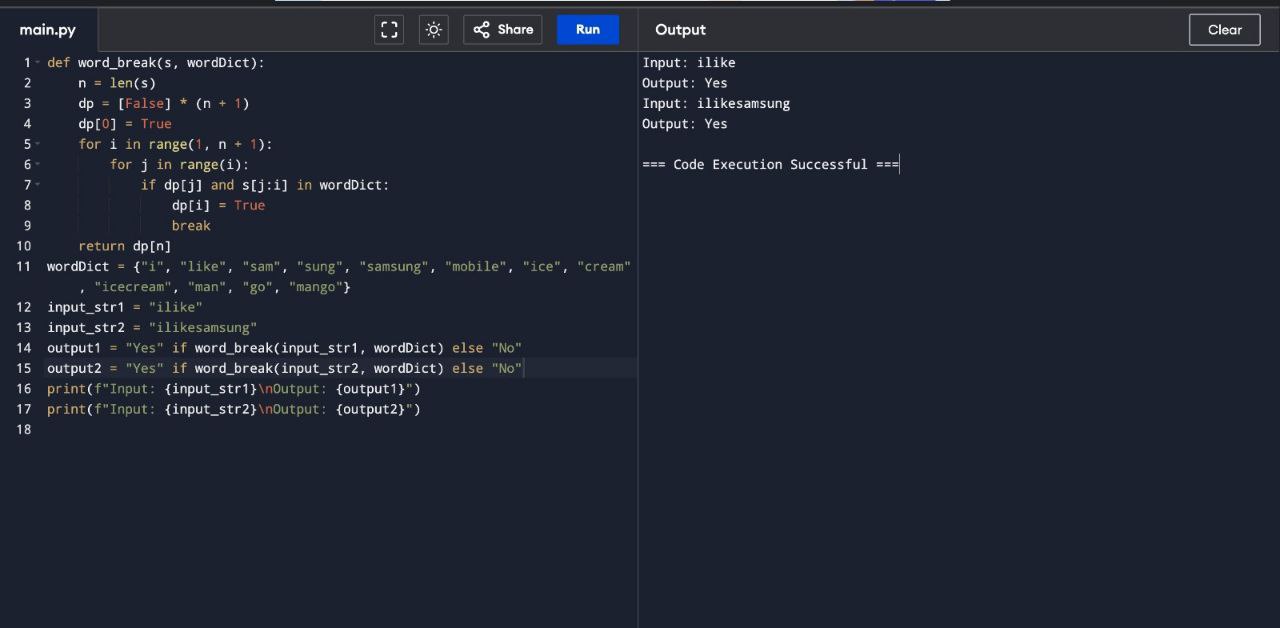 main.py
Share
Run
Output
Clear
1 def word_break(s, wordDict):
2     n = len(s)
3     dp = [False] * (n + 1)
4     dp[0] = True
5     for i in range(1, n + 1):
6         for j in range(i):
7             if dp[j] and s[j:i] in wordDict:
8                 dp[i] = True
9                 break
10     return dp[n]
11 wordDict = {"i", "like", "sam", "sung", "samsung", "mobile", "ice", "cream"
    , "icecream", "man", "go", "mango"}
12 input_str1 = "ilike"
13 input_str2 = "ilikesamsung"
14 output1 = "Yes" if word_break(input_str1, wordDict) else "No"
15 output2 = "Yes" if word_break(input_str2, wordDict) else "No"
16 print(f"Input: {input_str1}\nOutput: {output1}")
17 print(f"Input: {input_str2}\nOutput: {output2}")
18
Input: ilike
Output: Yes
Input: ilikesamsung
Output: Yes
=== Code Execution Successful ===